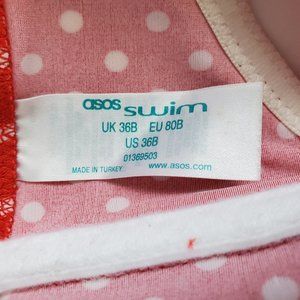 asos swim
UK 36B EU 80B
US 36B
01369503
MADE IN TURKEY www.asos.com